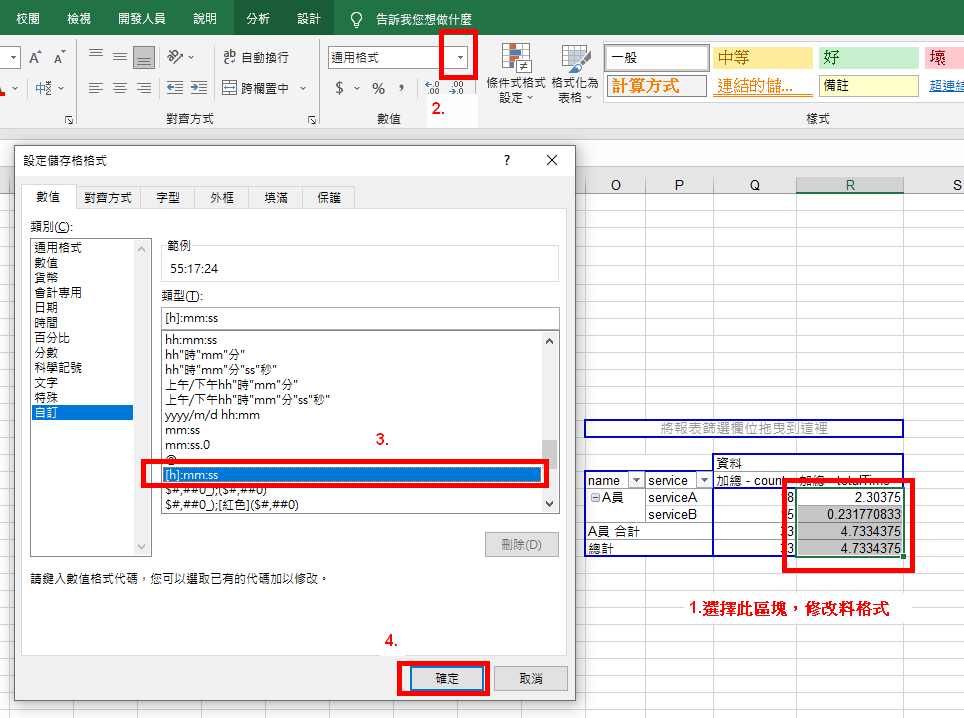 校閱 檢視 開發人員 說明 分析 設計 告訴我您想做什麼
自動換行 通用格式 一般 中等 好 壞
跨欄置中 $ % , 條件式格式設定 格式化為表格 計算方式 連結的儲... 備註 超連結
2.
對齊方式 數值 樣式
設定儲存格格式 ? 
數值 對齊方式 字型 外框 填滿 保護
類別(C):
通用格式
數值
貨幣
會計專用
日期
時間
百分比
分數
科學記號
文字
特殊
自訂
範例
55:17:24
類型(T):
[h]:mm:ss
hh:mm:ss
hh"時"mm"分"
hh"時"mm"分"ss"秒"
上午/下午hh"時"mm"分"
上午/下午hh"時"mm"分"ss"秒"
yyyy/m/d hh:mm
mm:ss
mm:ss.0
@
[h]:mm:ss
$#,##0_);($#,##0)
$#,##0_);[紅色]($#,##0)
3.
刪除(D)
請鍵入數值格式代碼，您可以選取已有的代碼加以修改。
4.
確定 取消
O P Q R S
將報表篩選欄位拖曳到這裡
資料
name service 加總 - count 加總 - totalTime
A員 serviceA 18 2.30375
serviceB 15 0.231770833
A員 合計 33 4.7334375
總計 33 4.7334375
1.選擇此區塊，修改料格式